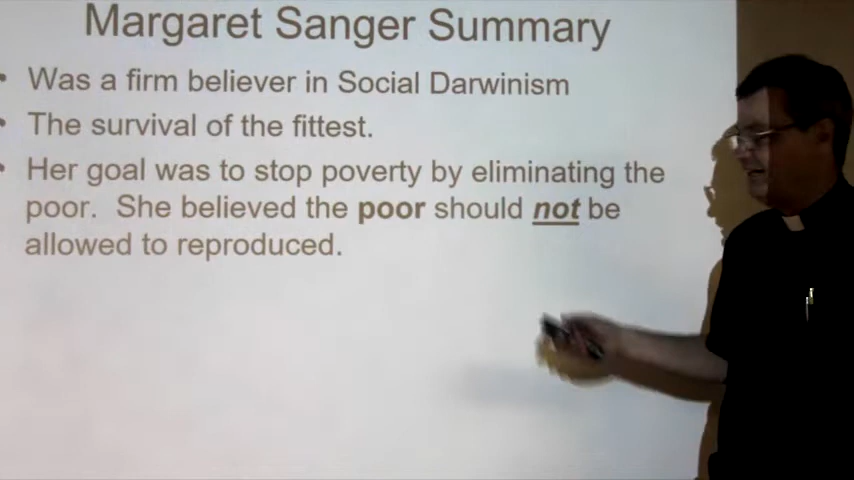 Margaret Sanger Summary
• Was a firm believer in Social Darwinism
• The survival of the fittest.
• Her goal was to stop poverty by eliminating the
poor.  She believed the poor should not be
allowed to reproduced.